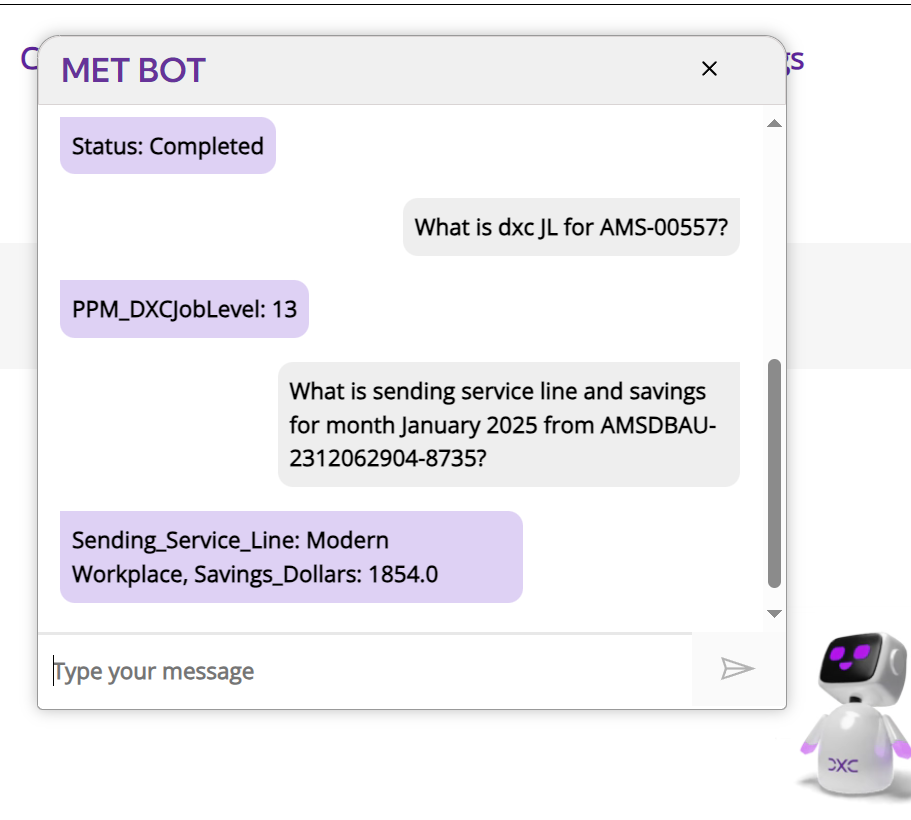 MET BOT
Status: Completed
What is dxc JL for AMS-00557?
PPM_DXCJobLevel: 13
What is sending service line and savings
for month January 2025 from AMSDBAU-
2312062904-8735?
Sending_Service_Line: Modern
Workplace, Savings_Dollars: 1854.0
Type your message
DXC